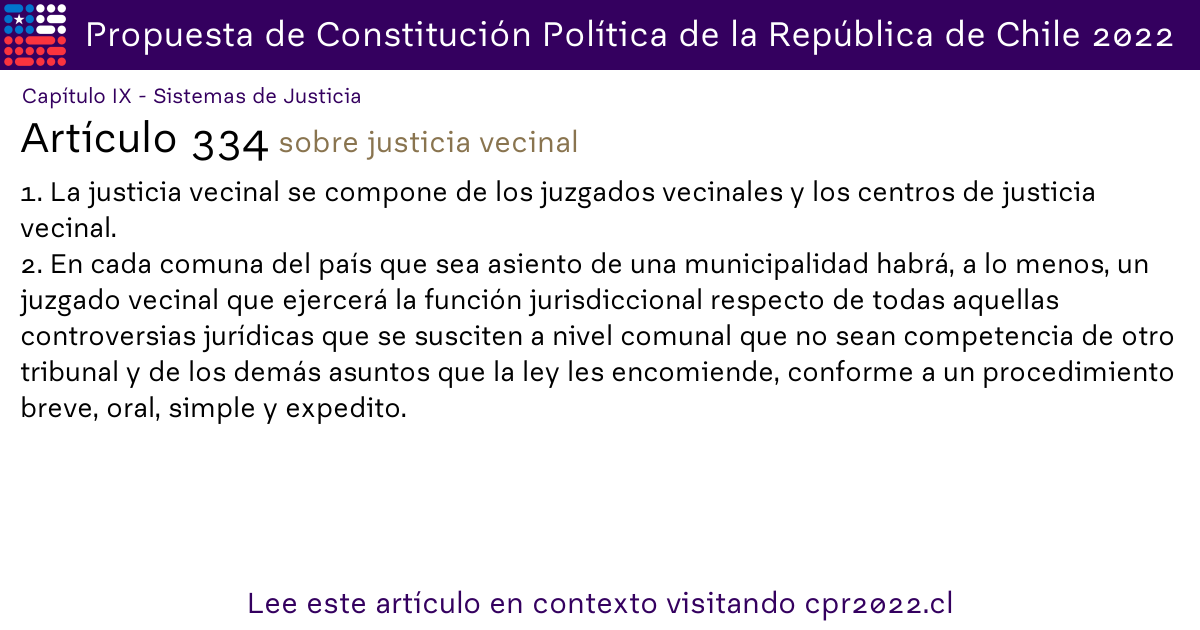 Propuesta de Constitución Política de la República de Chile 2022
Capítulo IX - Sistemas de Justicia
Artículo 334 sobre justicia vecinal
1. La justicia vecinal se compone de los juzgados vecinales y los centros de justicia
vecinal.
2. En cada comuna del país que sea asiento de una municipalidad habrá, a lo menos, un
juzgado vecinal que ejercerá la función jurisdiccional respecto de todas aquellas
controversias jurídicas que se susciten a nivel comunal que no sean competencia de otro
tribunal y de los demás asuntos que la ley les encomiende, conforme a un procedimiento
breve, oral, simple y expedito.
Lee este artículo en contexto visitando cpr2022.cl